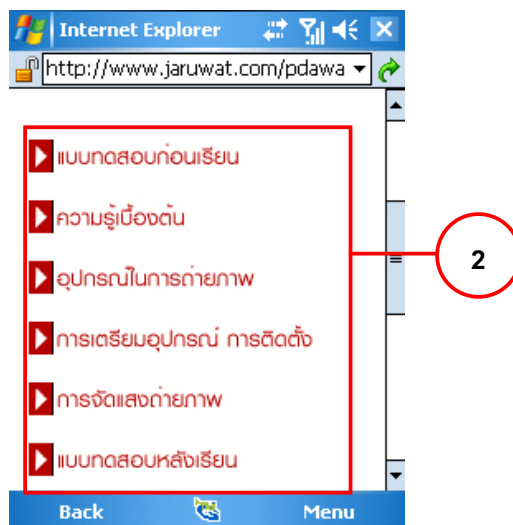 Internet Explorer
http://www.jaruwat.com/pdawa
แบบทดสอบก่อนเรียน
ความรู้เบื้องต้น
2
อุปกรณ์ในการถ่ายภาพ
การเตรียมอุปกรณ์ การติดตั้ง
การจัดแสงถ่ายภาพ
แบบทดสอบหลังเรียน
Back Menu